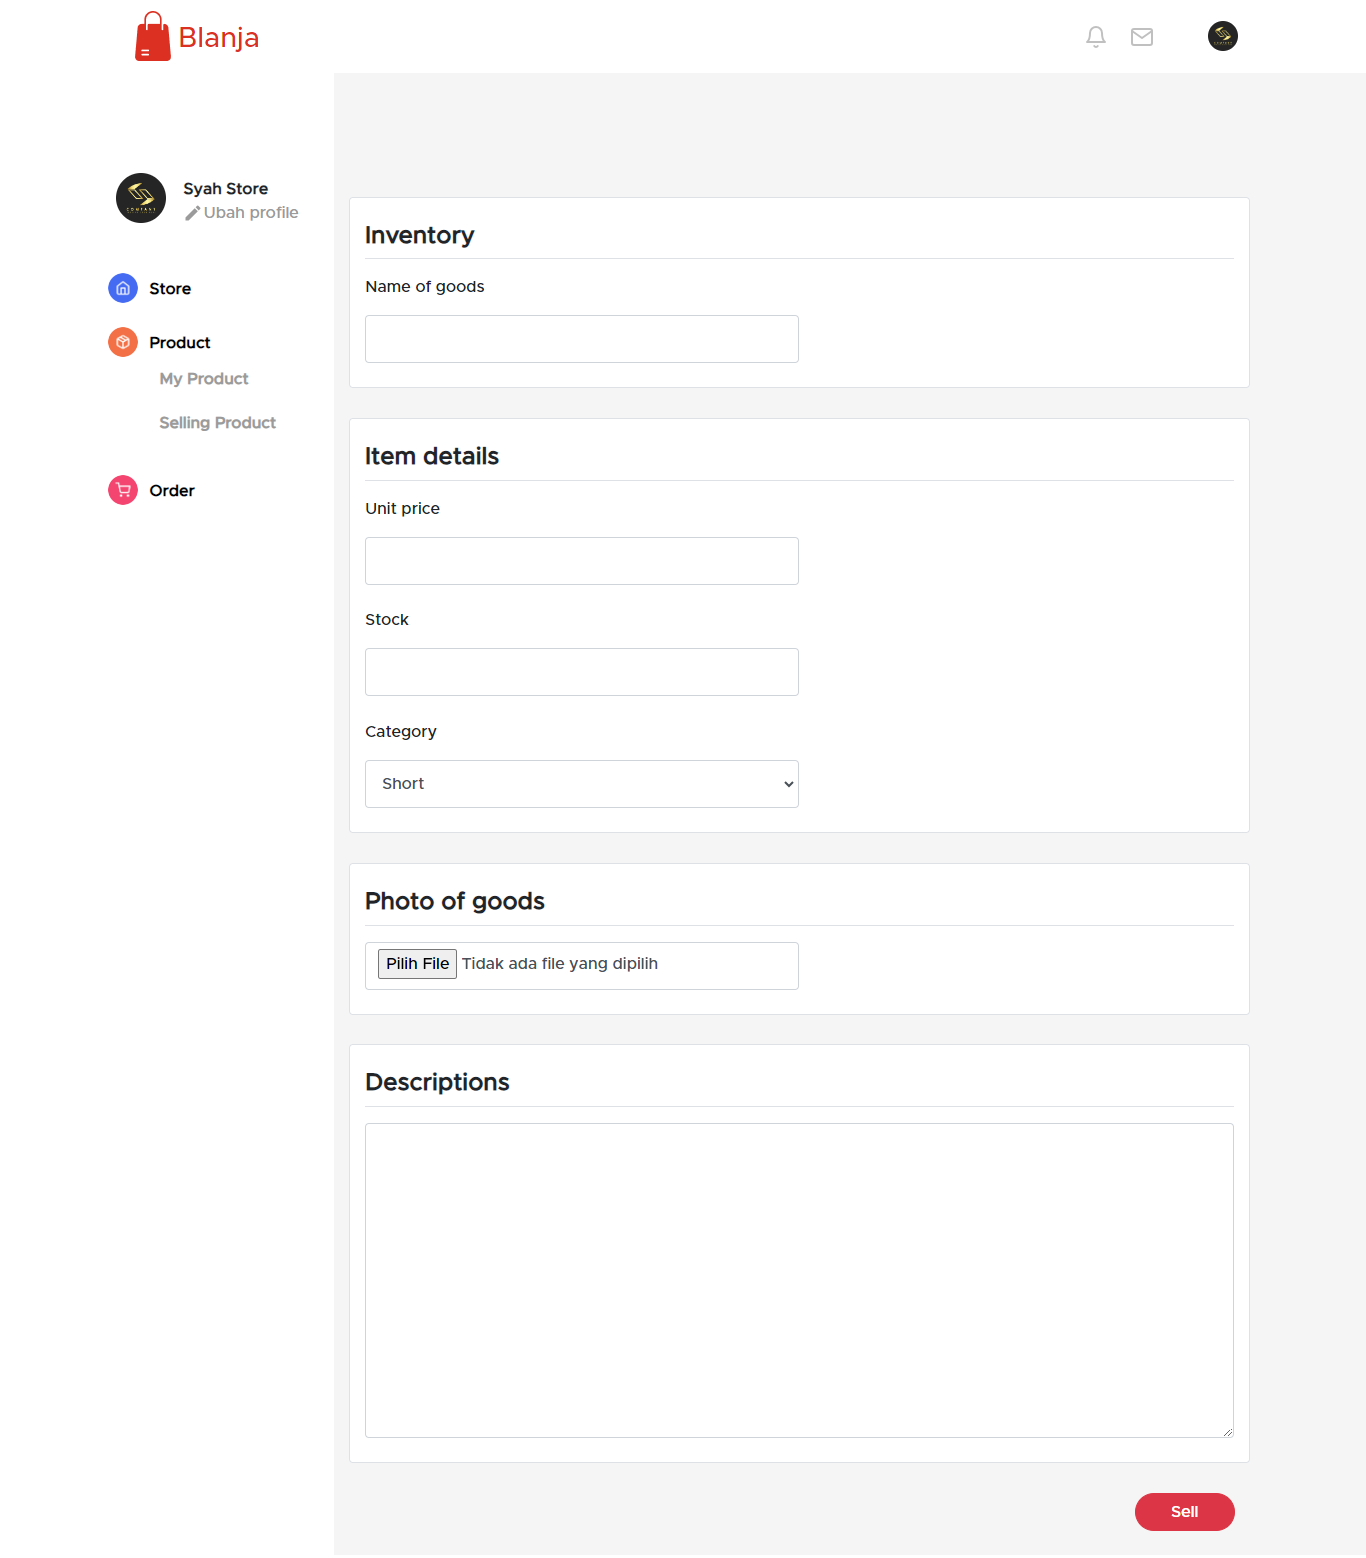 Blanja
Syah Store
Ubah profile
Store
Product
My Product
Selling Product
Order
Inventory
Name of goods
Item details
Unit price
Stock
Category
Short
Photo of goods
Pilih File Tidak ada file yang dipilih
Descriptions
Sell